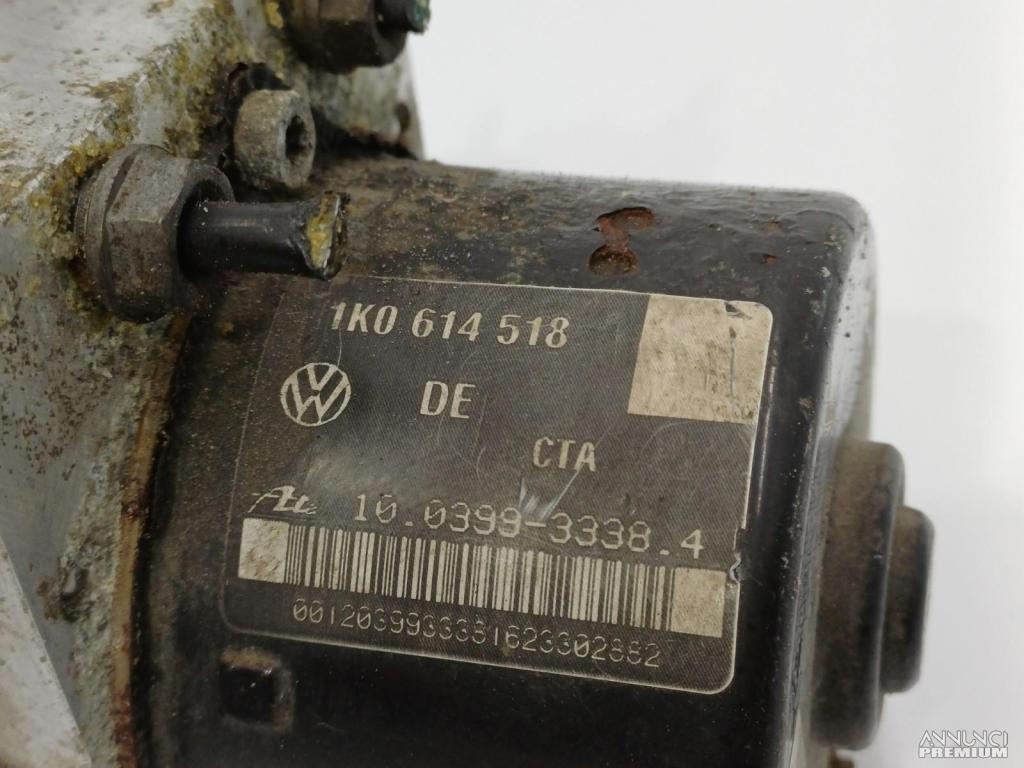 1K0 614 518
DE
CTA
10.0399-3338.4
0012039933381623302882
ANNUNCI
PREMIUM